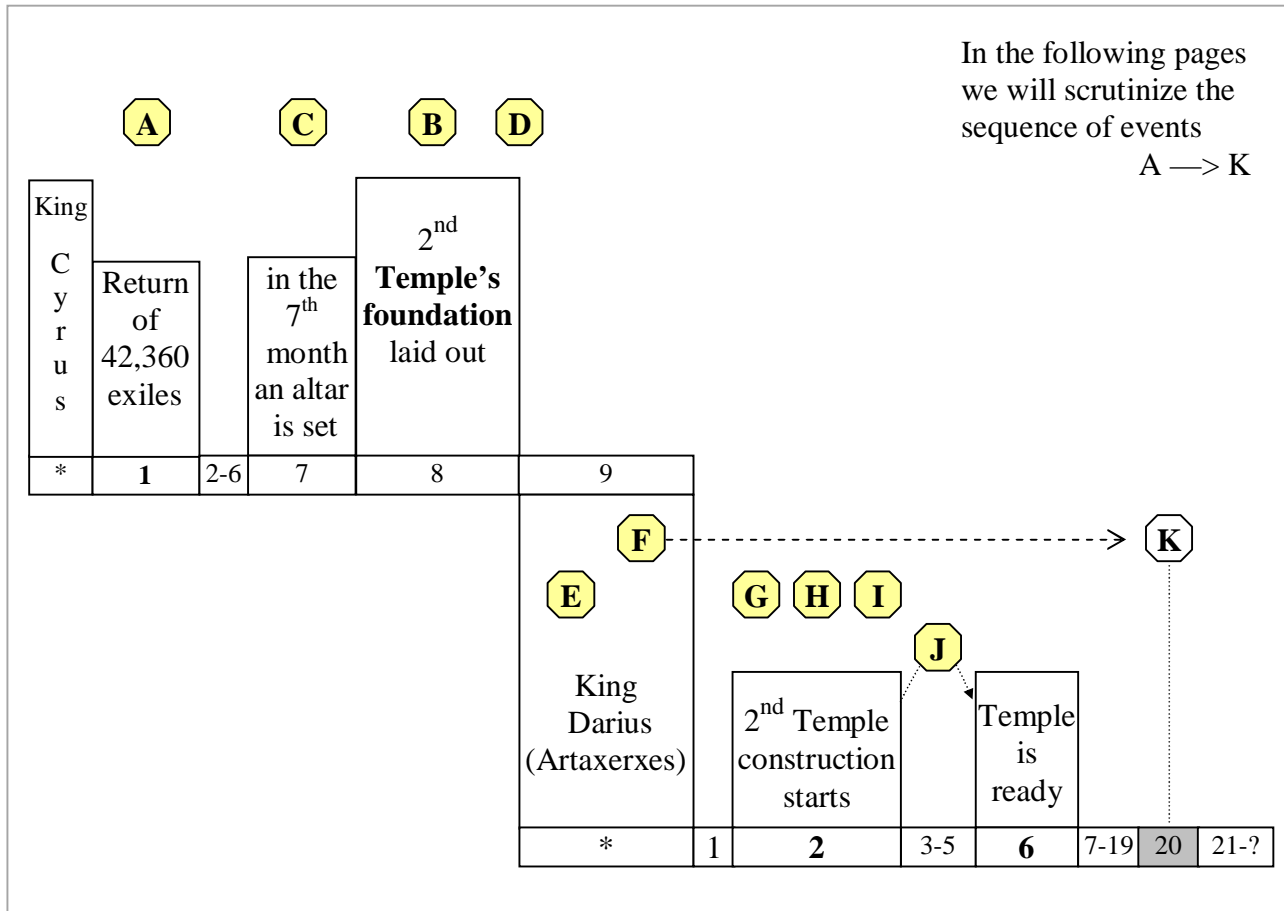 In the following pages
we will scrutinize the
sequence of events
A —> K
A
C
B
D
King
C
y
r
u
s
Return
of
42,360
exiles
in the
7th
month
an altar
is set
2nd
Temple’s
foundation
laid out
* 1 2-6 7 8 9
F
K
E
G
H
I
J
King
Darius
(Artaxerxes)
2nd Temple
construction
starts
Temple
is
ready
* 1 2 3-5 6 7-19 20 21-?